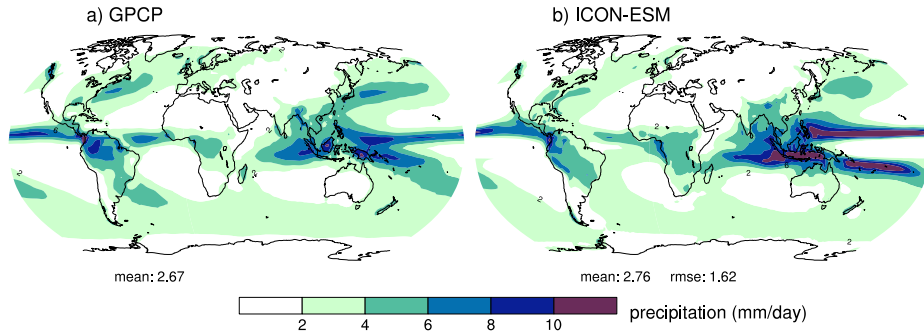 a) GPCP
b) ICON-ESM
mean: 2.67
mean: 2.76 rmse: 1.62
2 4 6 8 10
precipitation (mm/day)